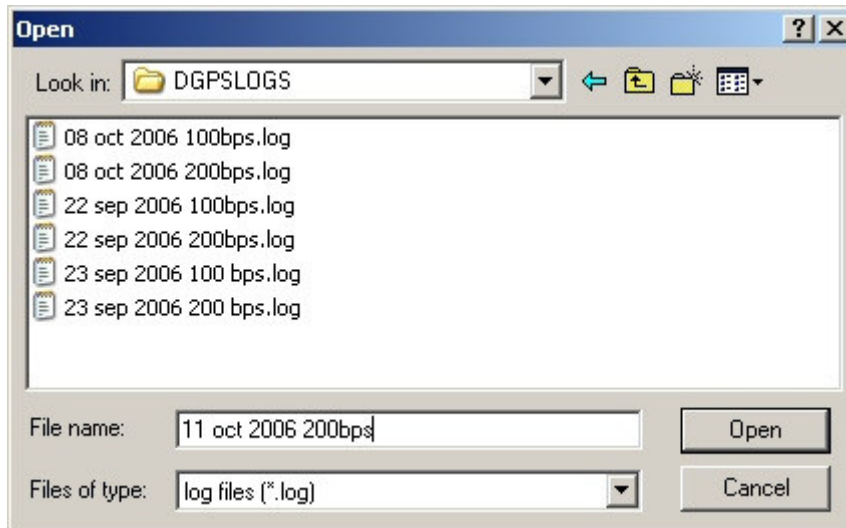 Open
Look in: DGPSLOGS
08 oct 2006 100bps.log
08 oct 2006 200bps.log
22 sep 2006 100bps.log
22 sep 2006 200bps.log
23 sep 2006 100 bps.log
23 sep 2006 200 bps.log
File name: 11 oct 2006 200bps Open
Files of type: log files (*.log) Cancel